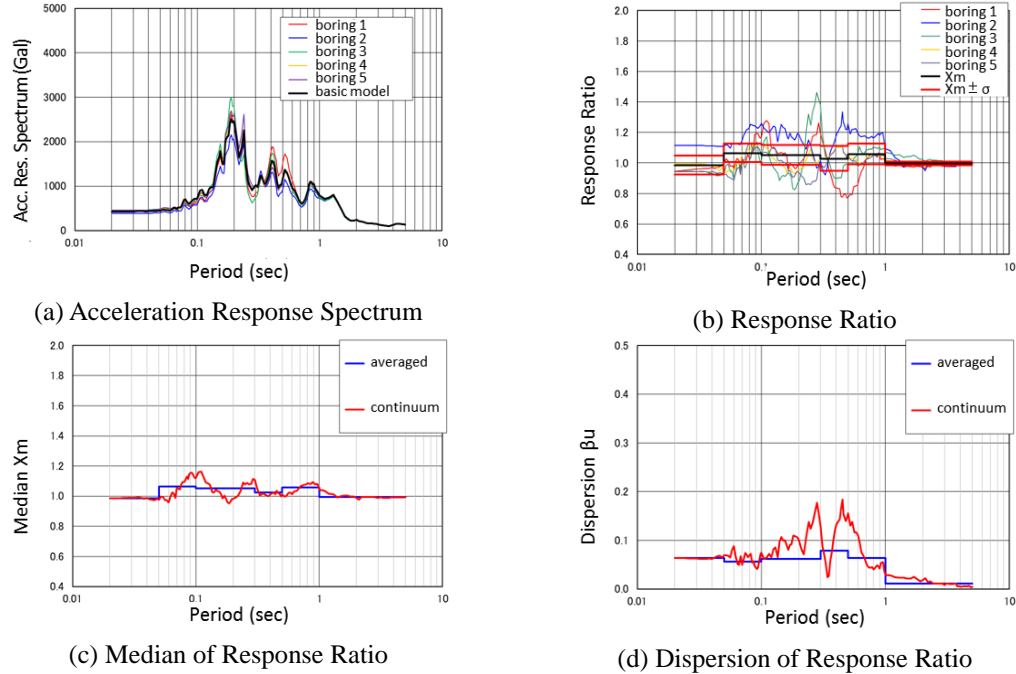 5000
4000
3000
2000
1000
0
Acc. Res. Spectrum (Gal)
boring 1
boring 2
boring 3
boring 4
boring 5
basic model
0.01
0.1
1
10
Period (sec)
(a) Acceleration Response Spectrum
2.0
1.8
1.6
1.4
1.2
1.0
0.8
0.6
0.4
Response Ratio
boring 1
boring 2
boring 3
boring 4
boring 5
Xm
Xm ± σ
0.01
0.1
1
10
Period (sec)
(b) Response Ratio
2.0
1.8
1.6
1.4
1.2
1.0
0.8
0.6
0.4
Median Xm
averaged
continuum
0.01
0.1
1
10
Period (sec)
(c) Median of Response Ratio
0.5
0.4
0.3
0.2
0.1
0.0
Dispersion βu
averaged
continuum
0.01
0.1
1
10
Period (sec)
(d) Dispersion of Response Ratio